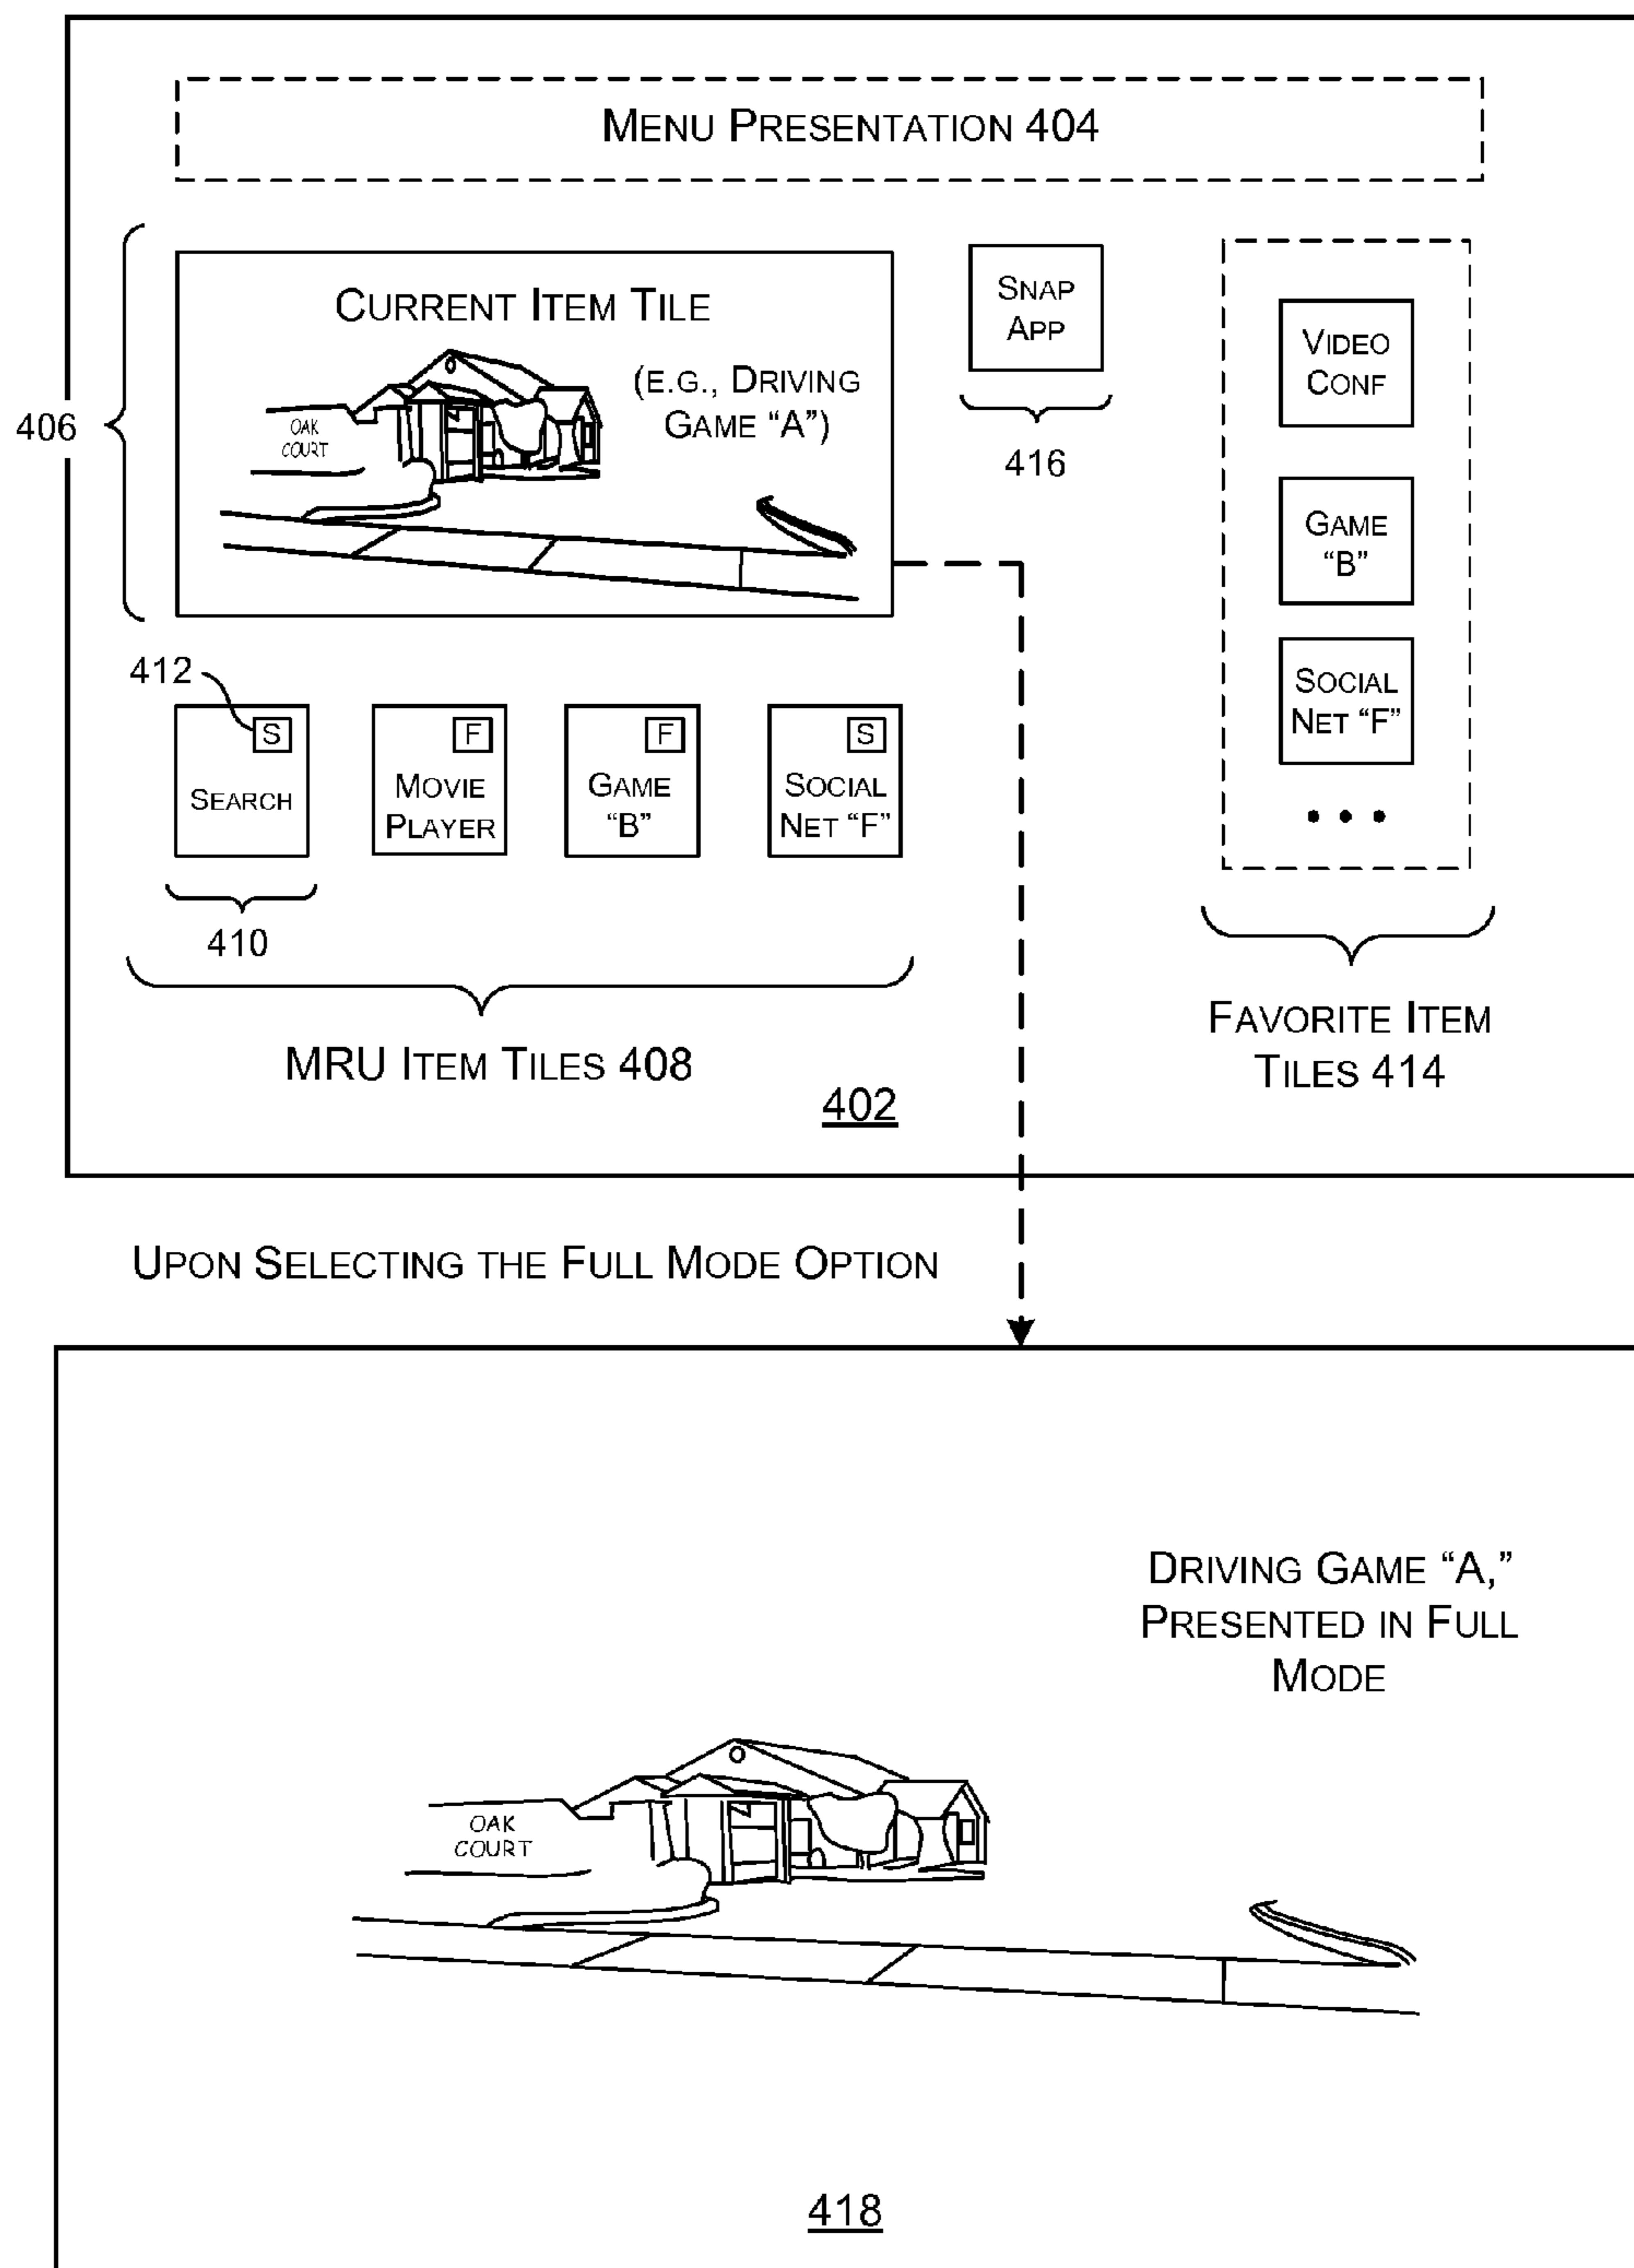 MENU PRESENTATION 404
406
CURRENT ITEM TILE
(E.G., DRIVING
GAME “A”)
OAK
COURT
SNAP
APP
416
VIDEO
CONF
GAME
“B”
SOCIAL
NET “F”
• • •
412
S
SEARCH
F
MOVIE
PLAYER
F
GAME
“B”
S
SOCIAL
NET “F”
410
MRU ITEM TILES 408
FAVORITE ITEM
TILES 414
402
UPON SELECTING THE FULL MODE OPTION
DRIVING GAME “A,”
PRESENTED IN FULL
MODE
OAK
COURT
418